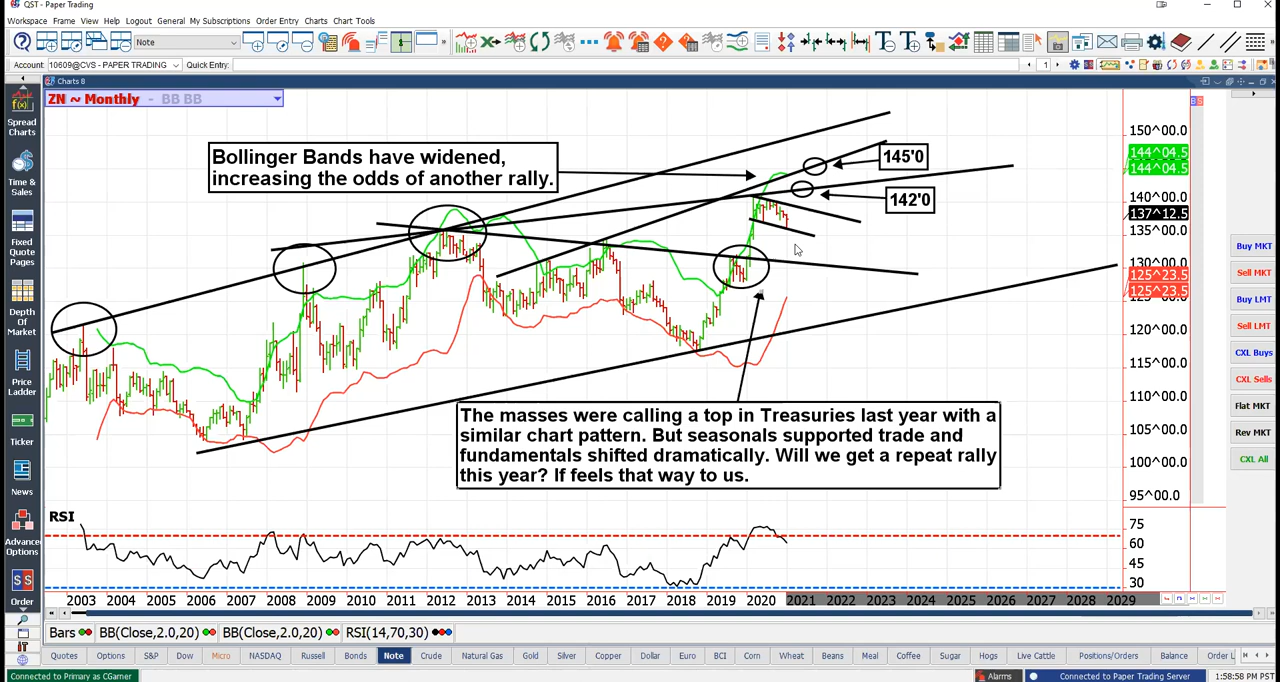 QST - Paper Trading
Workspace Frame View Help Logout General My Subscriptions Order Entry Charts Chart Tools
Note
Account: 10609@CVS - PAPER TRADING Quick Entry: 1
Charts 8
ZN ~ Monthly - BB BB
Spread
Charts
Time &
Sales
Fixed
Quote
Pages
Depth
Of
Market
Price
Ladder
Ticker
News
Advance
Options
Order
Bollinger Bands have widened,
increasing the odds of another rally.
145'0
142'0
The masses were calling a top in Treasuries last year with a
similar chart pattern. But seasonals supported trade and
fundamentals shifted dramatically. Will we get a repeat rally
this year? If feels that way to us.
150^00.0
144^04.5
144^04.5
140^00.0
137^12.5
135^00.0
130^00.0
125^23.5
125^23.5
120^00.0
115^00.0
110^00.0
105^00.0
100^00.0
95^00.0
Buy MKT
Sell MKT
Buy LMT
Sell LMT
CXL Buys
CXL Sells
Flat MKT
Rev MKT
CXL All
RSI
75
60
45
30
2003 2004 2005 2006 2007 2008 2009 2010 2011 2012 2013 2014 2015 2016 2017 2018 2019 2020 2021 2022 2023 2024 2025 2026 2027 2028 2029
Bars BB(Close,2.0,20) BB(Close,2.0,20) RSI(14,70,30)
Quotes Options S&P Dow Micro NASDAQ Russell Bonds Note Crude Natural Gas Gold Silver Copper Dollar Euro BCI Corn Wheat Beans Meal Coffee Sugar Hogs Live Cattle Positions/Orders Balance Order L
Connected to Primary as CGarner Alarms Connected to Paper Trading Server 1:58:58 PM PST